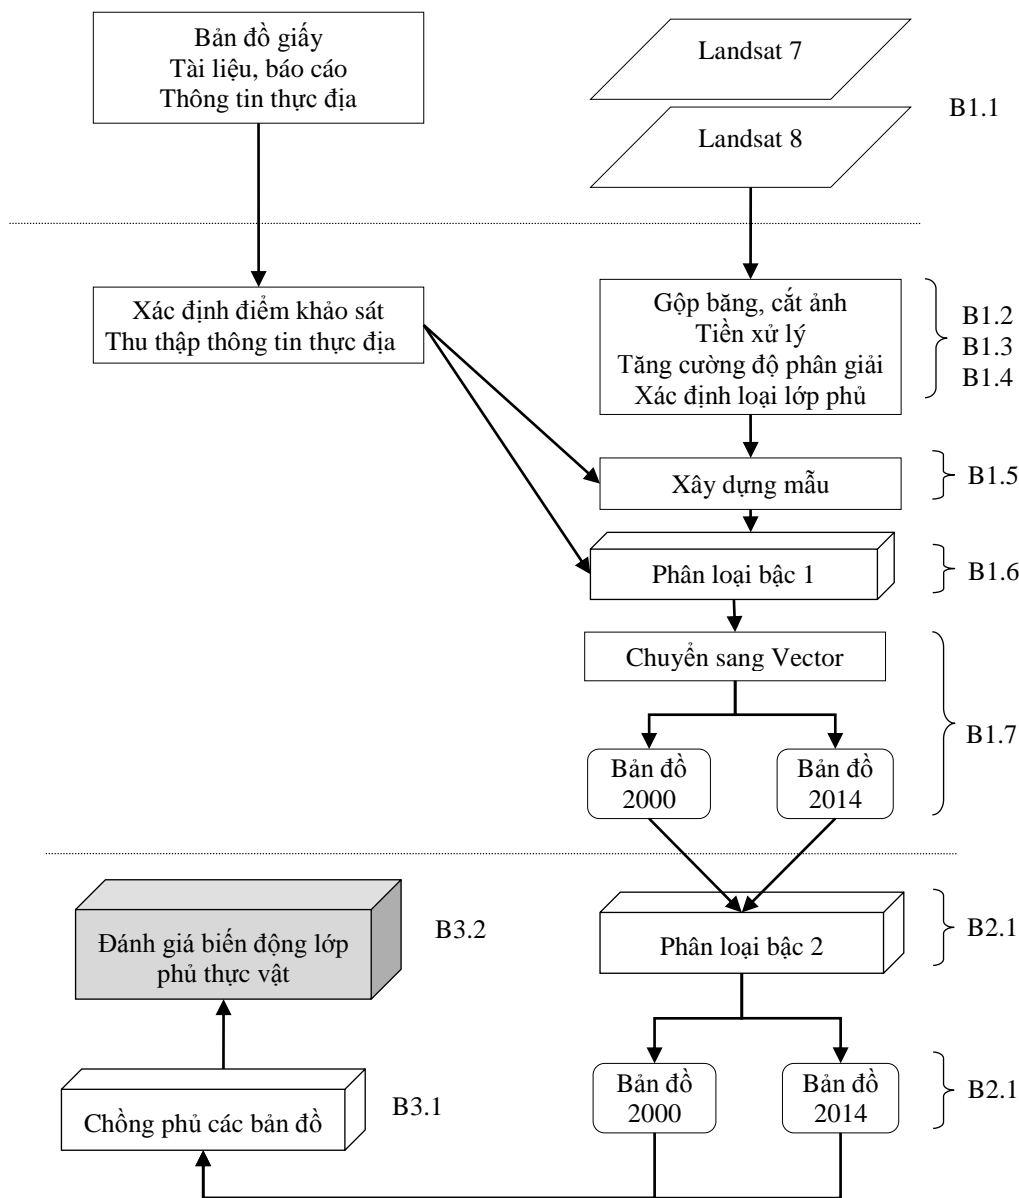 Bản đồ giấy
Tài liệu, báo cáo
Thông tin thực địa
Landsat 7
Landsat 8
B1.1
Xác định điểm khảo sát
Thu thập thông tin thực địa
Gộp băng, cắt ảnh
Tiền xử lý
Tăng cường độ phân giải
Xác định loại lớp phủ
B1.2
B1.3
B1.4
Xây dựng mẫu
B1.5
Phân loại bậc 1
B1.6
Chuyển sang Vector
B1.7
Bản đồ
2000
Bản đồ
2014
Đánh giá biến động lớp
phủ thực vật
B3.2
Phân loại bậc 2
B2.1
Chồng phủ các bản đồ
B3.1
Bản đồ
2000
Bản đồ
2014
B2.1